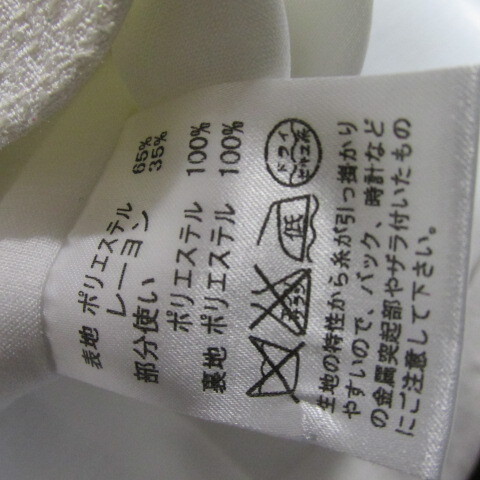 表地 ポリエステル 65%
レーヨン 35%
部分使い
ポリエステル 100%
裏地 ポリエステル 100%
エンソサラシ
低
ドライ
セキユ系
生地の特性から糸が引っ掛かり
やすいので、バック、時計など
の金属突起部やザラ付いたもの
にご注意して下さい。